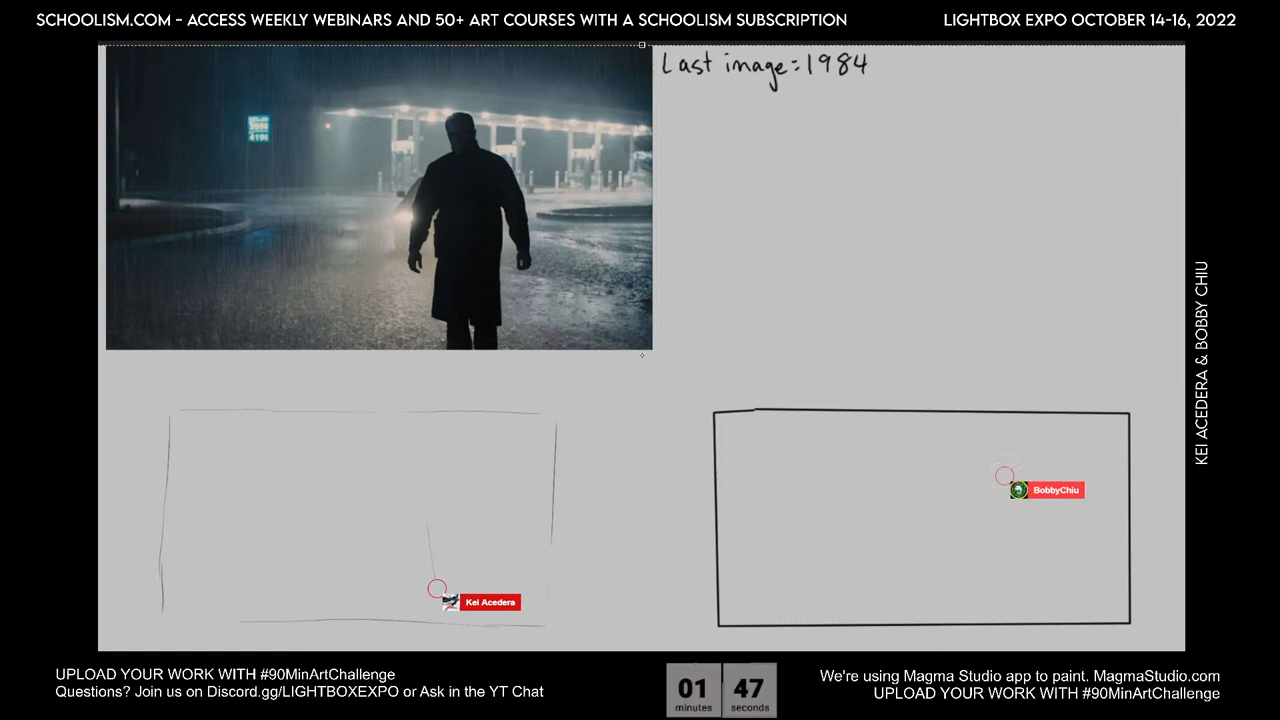 SCHOOLISM.COM – ACCESS WEEKLY WEBINARS AND 50+ ART COURSES WITH A SCHOOLISM SUBSCRIPTION
LIGHTBOX EXPO OCTOBER 14-16, 2022
Last image=1984
KEI ACEDERA & BOBBY CHIU
BobbyChiu
Kei Acedera
UPLOAD YOUR WORK WITH #90MinArtChallenge
Questions? Join us on Discord.gg/LIGHTBOXEXPO or Ask in the YT Chat
01 47
minutes seconds
We're using Magma Studio app to paint. MagmaStudio.com
UPLOAD YOUR WORK WITH #90MinArtChallenge